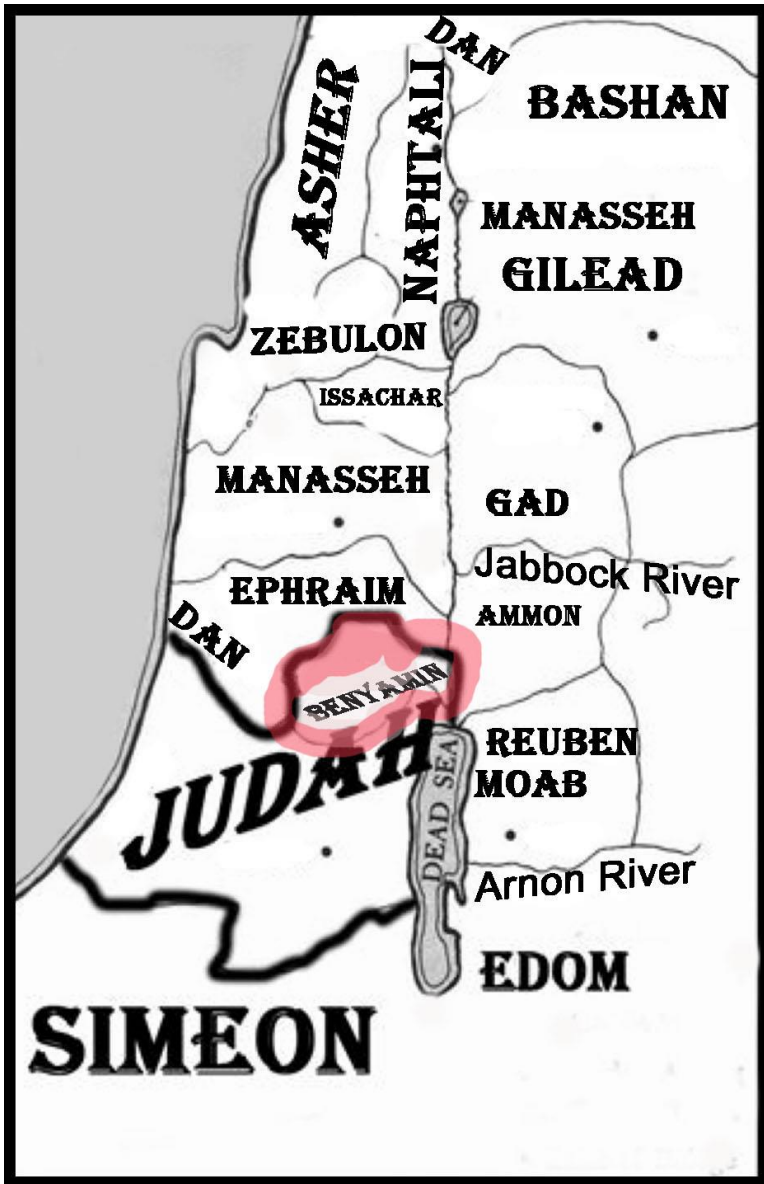 DAN
BASHAN
ASHER
NAPHTALI
MANASSEH
GILEAD
ZEBULON
ISSACHAR
MANASSEH
GAD
Jabbock River
EPHRAIM
AMMON
DAN
BENYAMIN
JUDAH
REUBEN
MOAB
DEAD SEA
Arnon River
EDOM
SIMEON